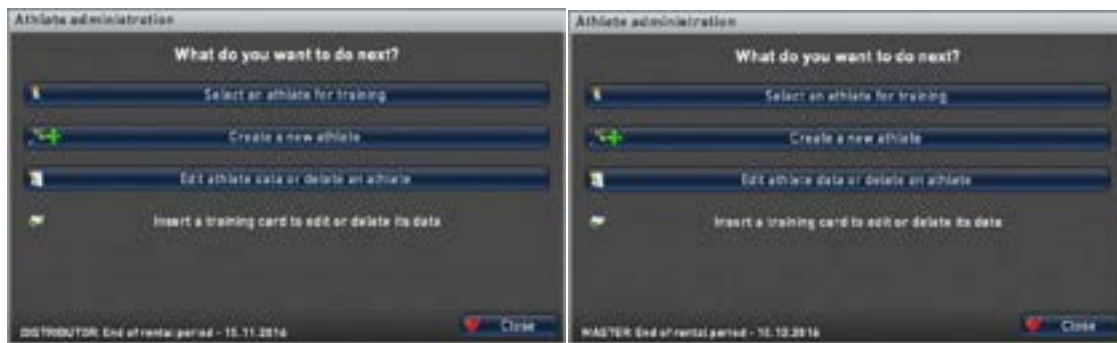 Athlete administration
What do you want to do next?
Select an athlete for training
Create a new athlete
Edit athlete data or delete an athlete
Insert a training card to edit or delete its data
DISTRIBUTOR: End of rental period - 15.11.2016
Close
Athlete administration
What do you want to do next?
Select an athlete for training
Create a new athlete
Edit athlete data or delete an athlete
Insert a training card to edit or delete its data
MASTER: End of rental period - 10.12.2016
Close